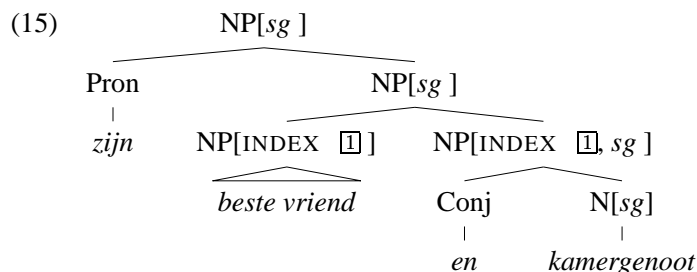 (15) NP[sg ]
Pron NP[sg ]
zijn NP[INDEX 1 ] NP[INDEX 1, sg ]
beste vriend Conj N[sg]
en kamergenoot